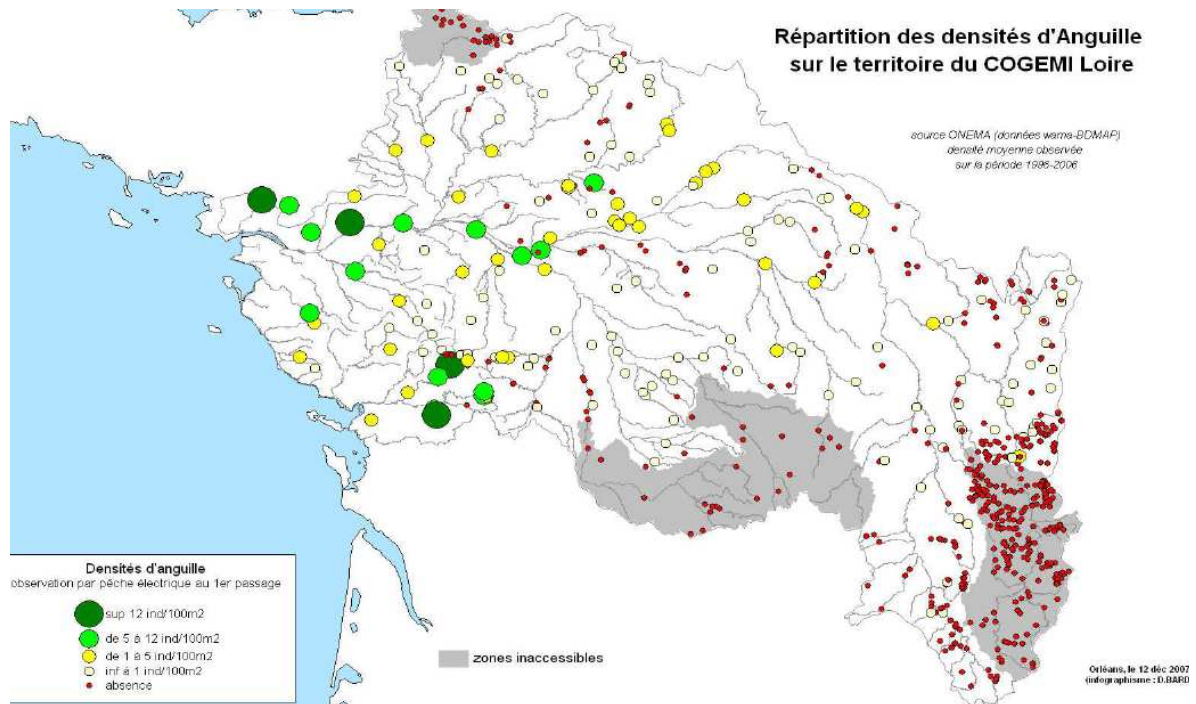 Répartition des densités d'Anguille
sur le territoire du COGEMI Loire
source ONEMA (données wama-BDMAP)
densité moyenne observée
sur la période 1996-2006
Densités d'anguille
observation par pêche électrique au 1er passage
sup 12 ind/100m2
de 5 à 12 ind/100m2
de 1 à 5 ind/100m2
inf à 1 ind/100m2
absence
zones inaccessibles
Orléans, le 12 déc 2007
(infographisme : D.BARD